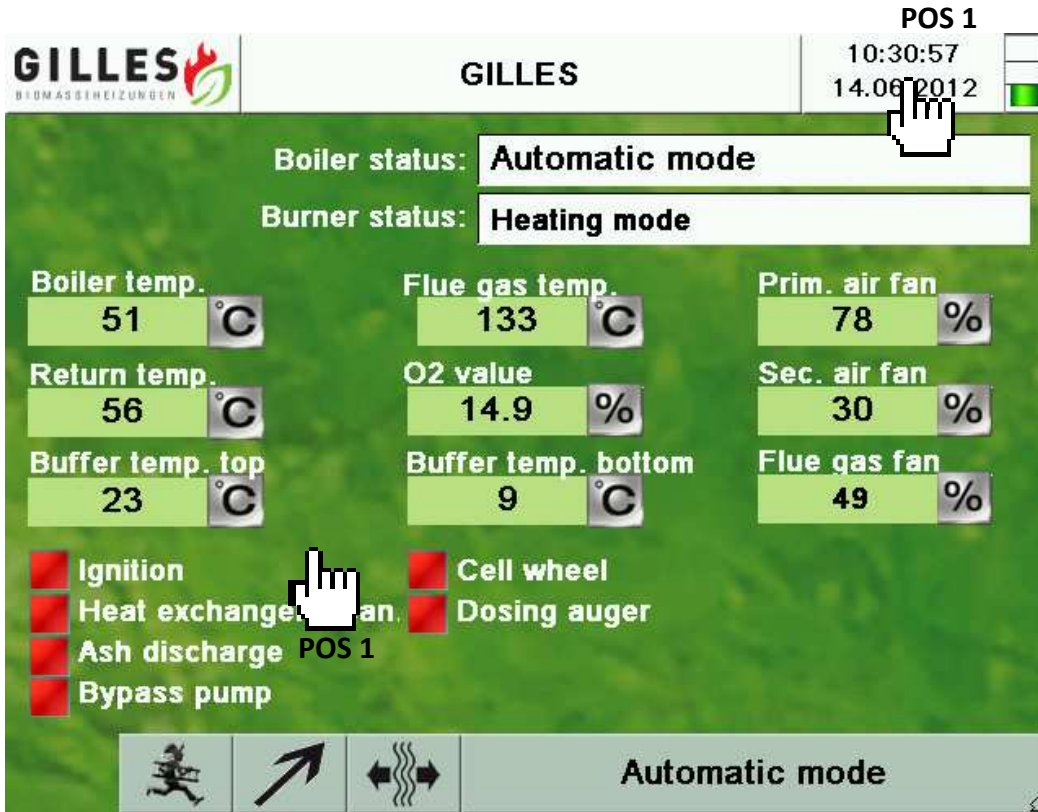 POS 1
GILLES
BIOMASSEHEIZUNGEN
GILLES
10:30:57
14.06.2012
Boiler status: Automatic mode
Burner status: Heating mode
Boiler temp. Flue gas temp. Prim. air fan
51 °C 133 °C 78 %
Return temp. O2 value Sec. air fan
56 °C 14.9 % 30 %
Buffer temp. top Buffer temp. bottom Flue gas fan
23 °C 9 °C 49 %
Ignition Cell wheel
Heat exchange an. Dosing auger
Ash discharge POS 1
Bypass pump
Automatic mode